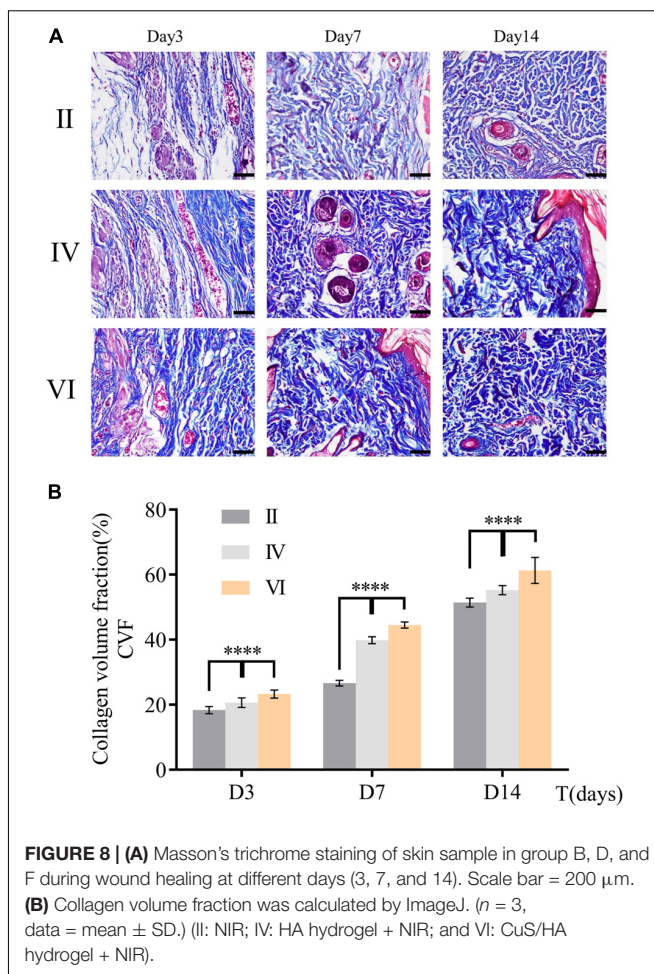 A
Day3 Day7 Day14
II
IV
VI
B
Collagen volume fraction(%)
CVF
80
60
40
20
0
II
IV
VI
****
****
****
D3 D7 D14 T(days)
FIGURE 8 | (A) Masson's trichrome staining of skin sample in group B, D, and
F during wound healing at different days (3, 7, and 14). Scale bar = 200 μm.
(B) Collagen volume fraction was calculated by ImageJ. (n = 3,
data = mean ± SD.) (II: NIR; IV: HA hydrogel + NIR; and VI: CuS/HA
hydrogel + NIR).